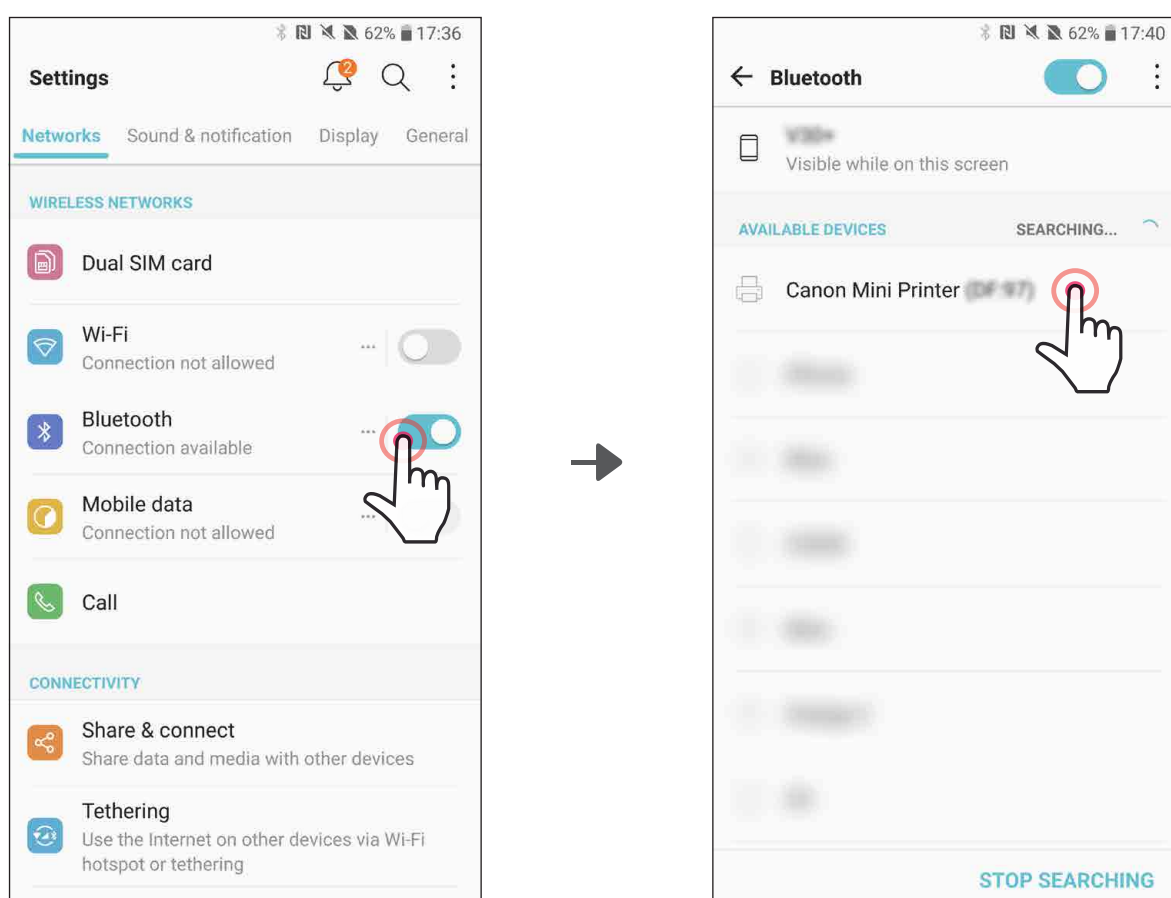 62% 17:36
Settings
2
Networks Sound & notification Display General
WIRELESS NETWORKS
Dual SIM card
Wi-Fi
Connection not allowed
Bluetooth
Connection available
Mobile data
Connection not allowed
Call
CONNECTIVITY
Share & connect
Share data and media with other devices
Tethering
Use the Internet on other devices via Wi-Fi
hotspot or tethering
62% 17:40
Bluetooth
Visible while on this screen
AVAILABLE DEVICES SEARCHING...
Canon Mini Printer
STOP SEARCHING